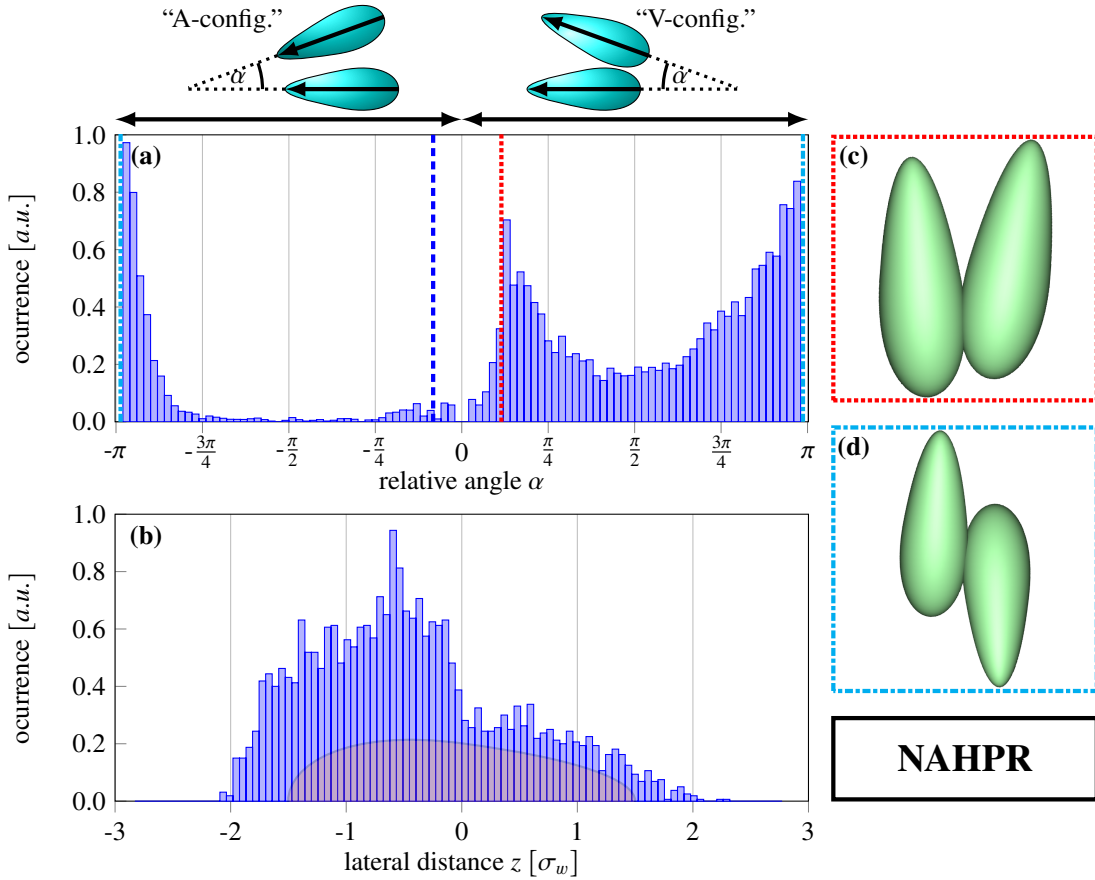 “A-config.”
“V-config.”
α
α
(a)
1.0
0.8
0.6
0.4
0.2
0.0
ocurrence [a.u.]
-π
-3π/4
-π/2
-π/4
0
π/4
π/2
3π/4
π
relative angle α
(b)
1.0
0.8
0.6
0.4
0.2
0.0
ocurrence [a.u.]
-3
-2
-1
0
1
2
3
lateral distance z [σ_w]
(c)
(d)
NAHPR